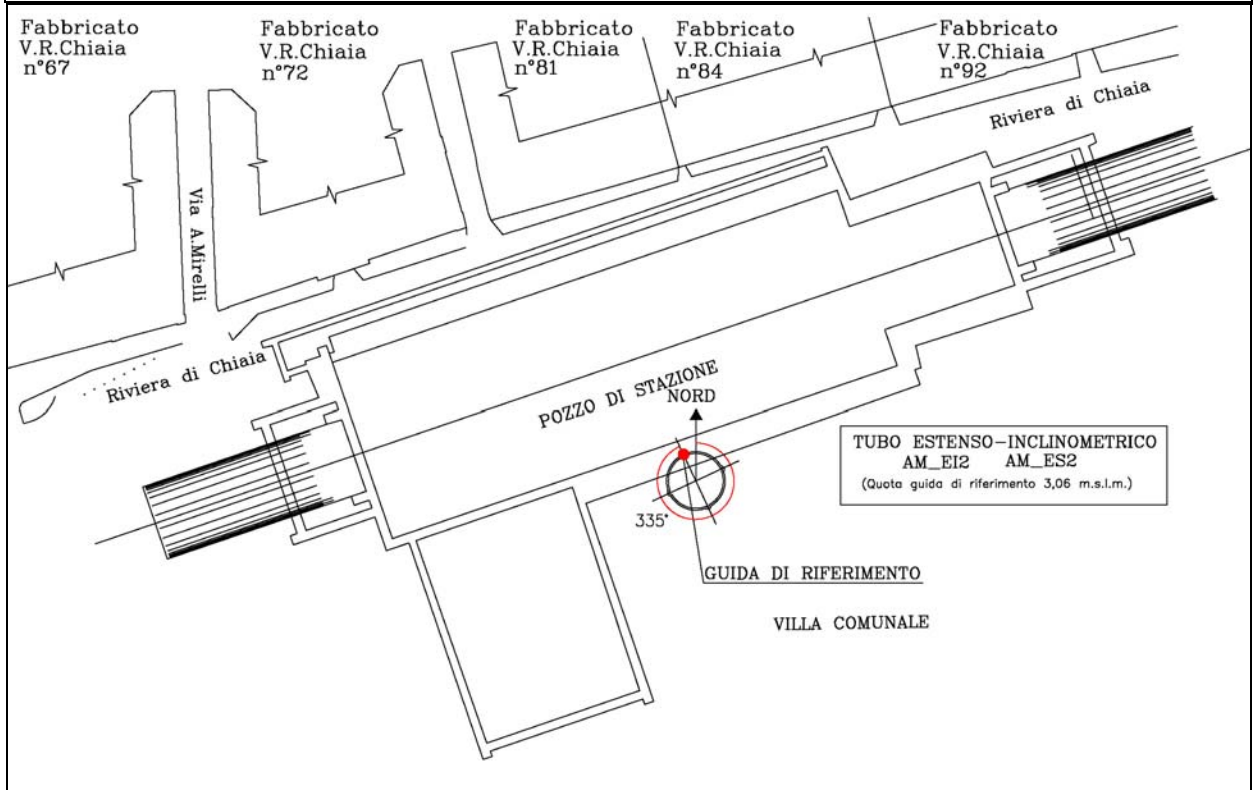 Fabbricato
V.R.Chiaia
n°67
Fabbricato
V.R.Chiaia
n°72
Fabbricato
V.R.Chiaia
n°81
Fabbricato
V.R.Chiaia
n°84
Fabbricato
V.R.Chiaia
n°92
Riviera di Chiaia
Via A.Mirelli
Riviera di Chiaia
POZZO DI STAZIONE
NORD
TUBO ESTENSO-INCLINOMETRICO
AM_EI2 AM_ES2
(Quota guida di riferimento 3,06 m.s.l.m.)
335°
GUIDA DI RIFERIMENTO
VILLA COMUNALE